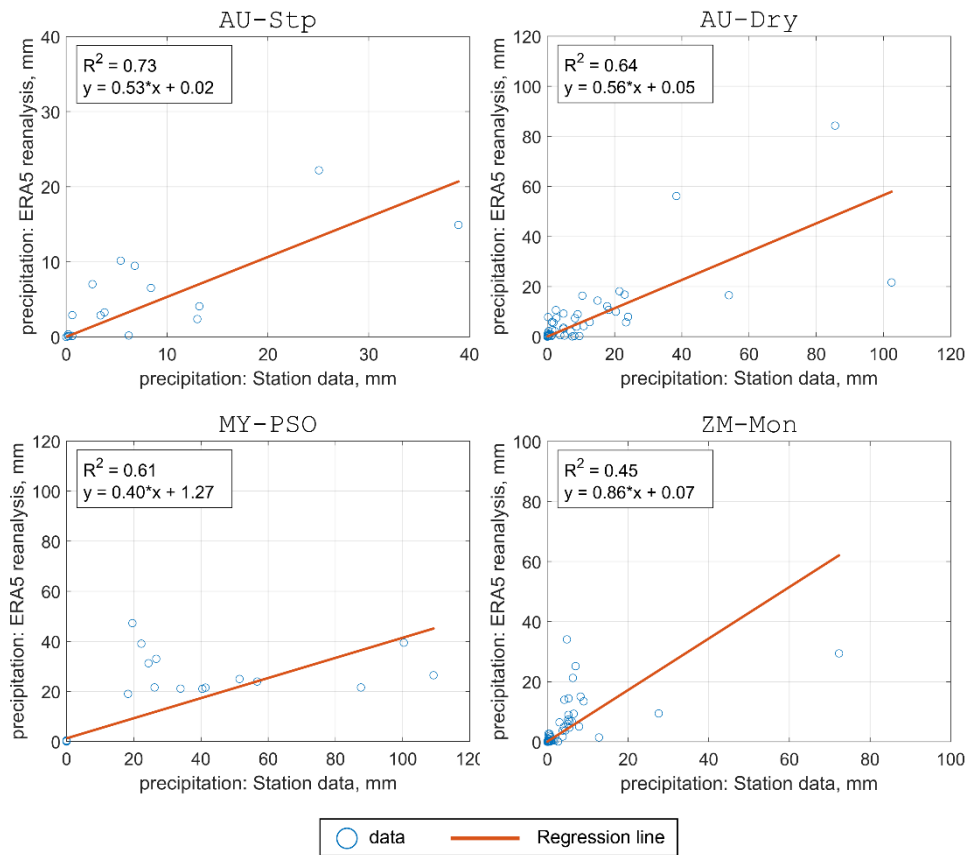 AU-Stp
R² = 0.73
y = 0.53*x + 0.02
precipitation: ERA5 reanalysis, mm
40
30
20
10
0
0 10 20 30 40
precipitation: Station data, mm
AU-Dry
R² = 0.64
y = 0.56*x + 0.05
precipitation: ERA5 reanalysis, mm
120
100
80
60
40
20
0
0 20 40 60 80 100 120
precipitation: Station data, mm
MY-PSO
R² = 0.61
y = 0.40*x + 1.27
precipitation: ERA5 reanalysis, mm
120
100
80
60
40
20
0
0 20 40 60 80 100 120
precipitation: Station data, mm
ZM-Mon
R² = 0.45
y = 0.86*x + 0.07
precipitation: ERA5 reanalysis, mm
100
80
60
40
20
0
0 20 40 60 80 100
precipitation: Station data, mm
data Regression line